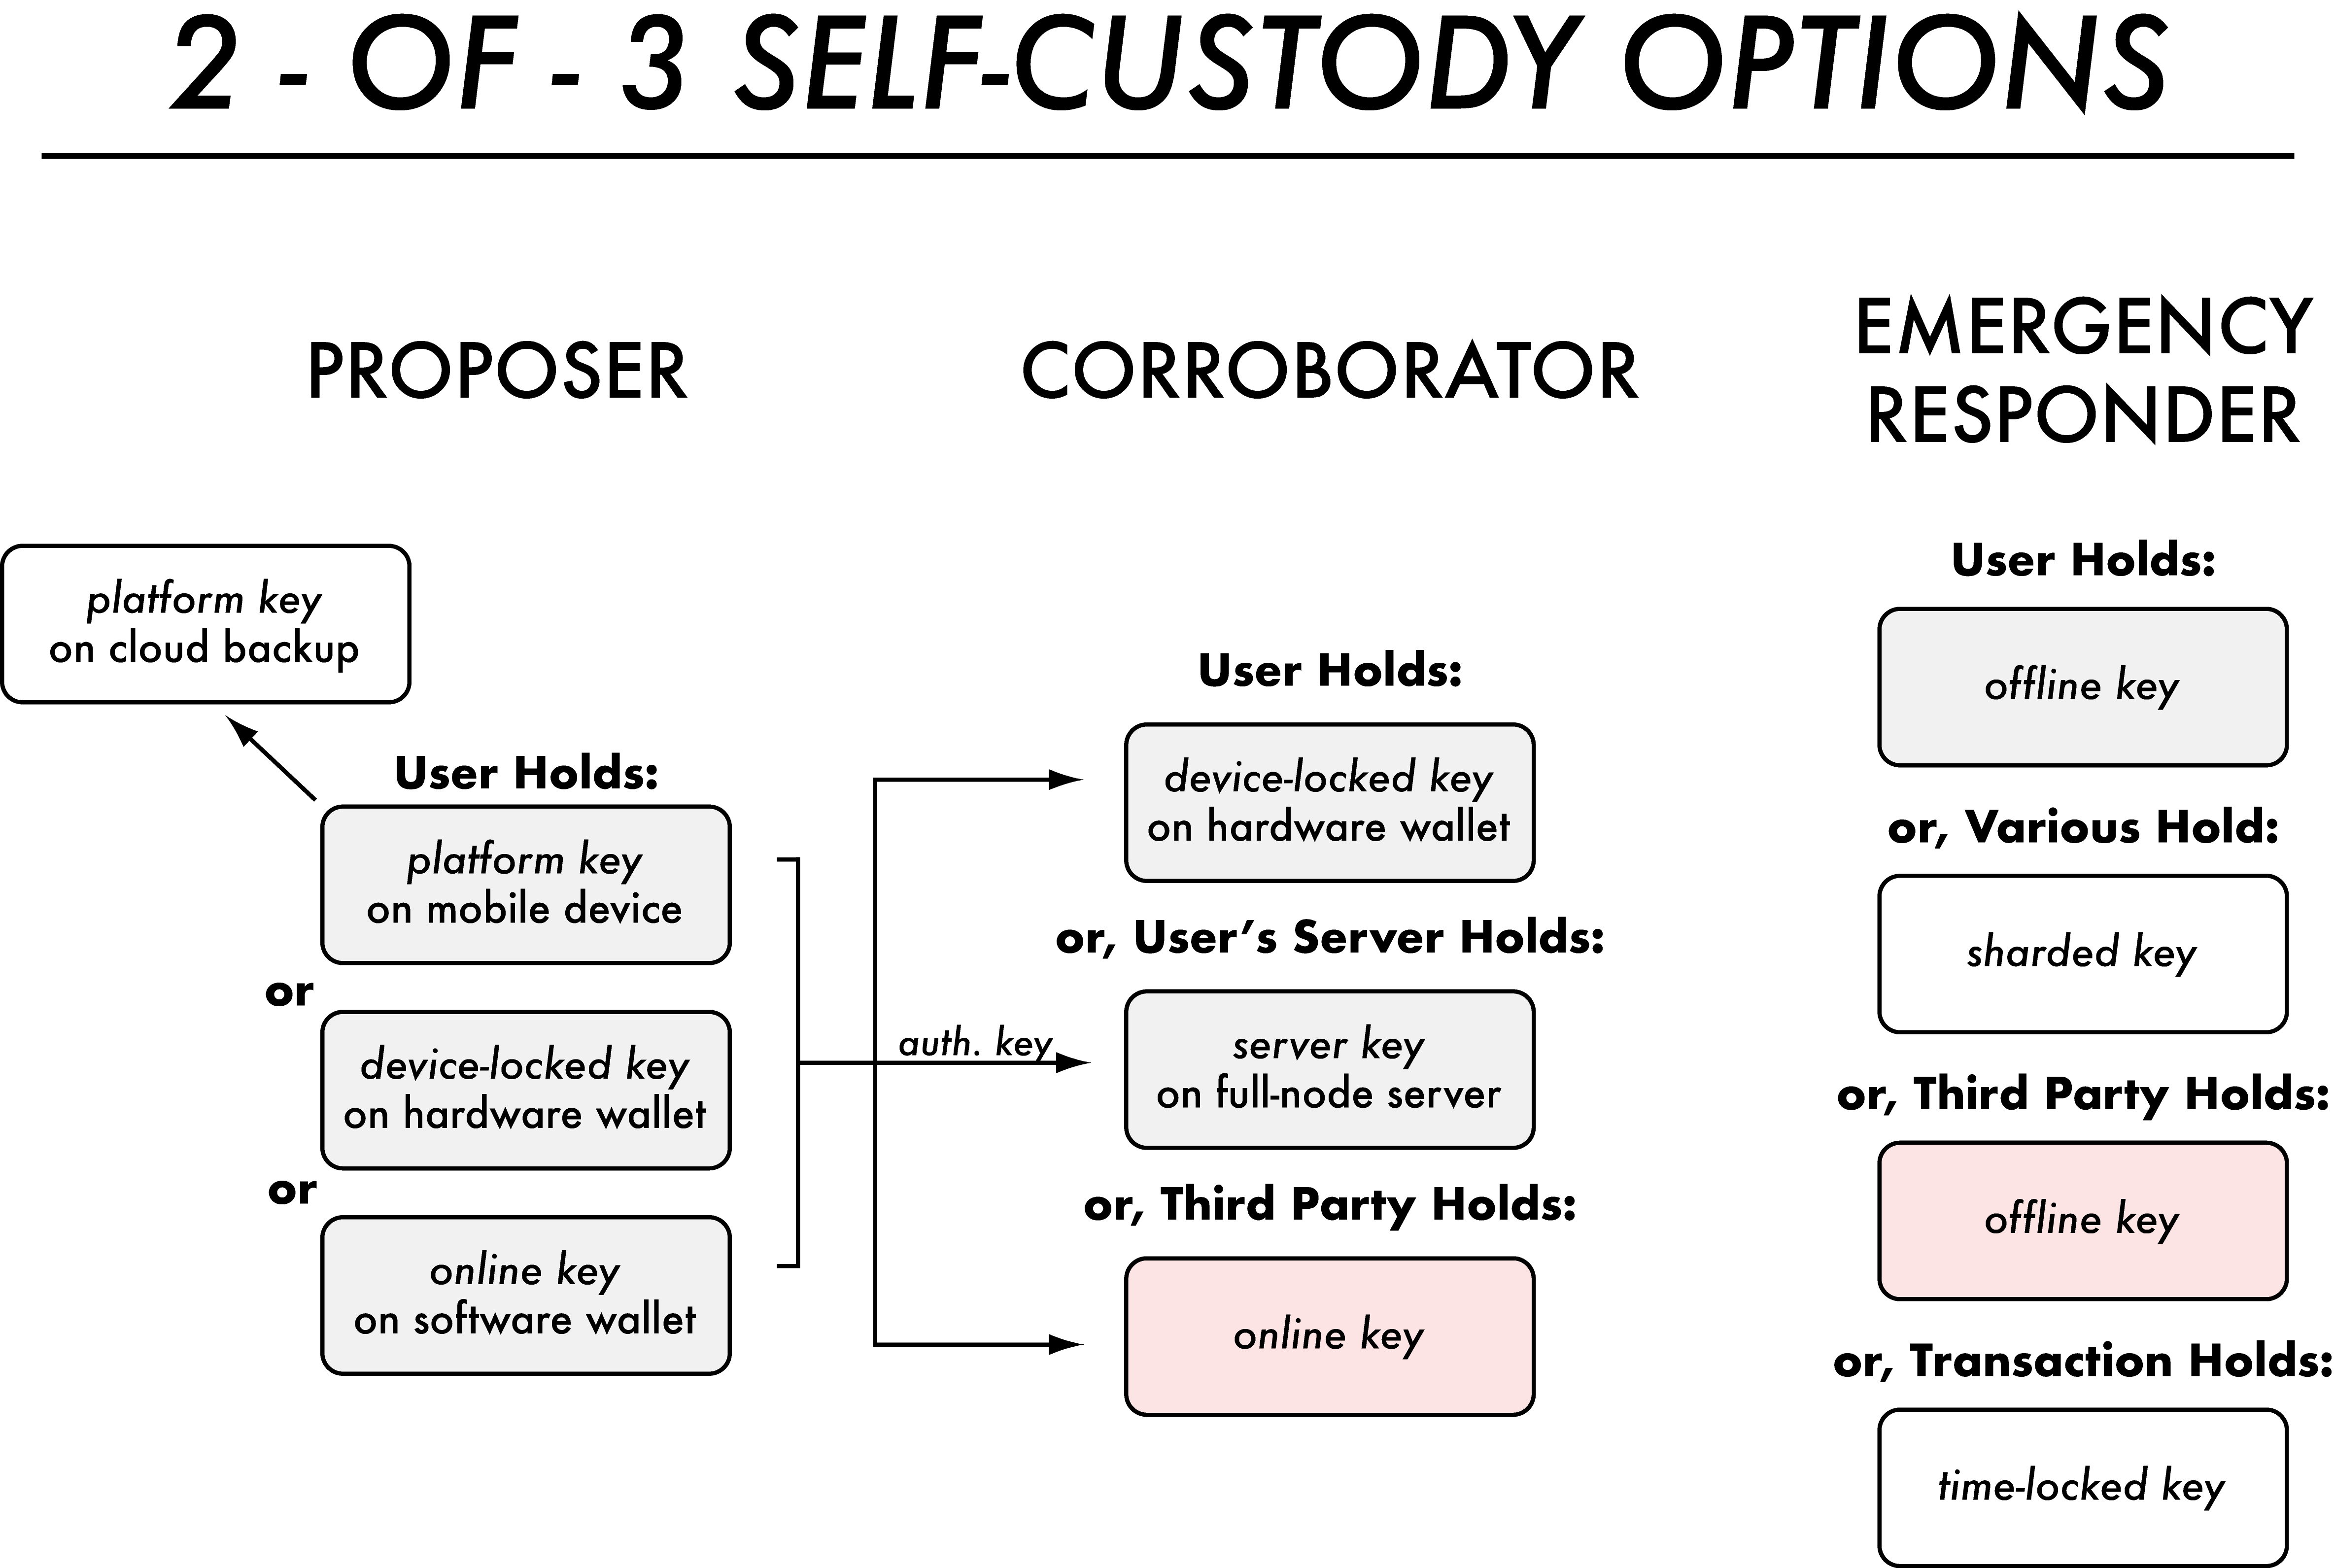 2 - OF - 3 SELF-CUSTODY OPTIONS
PROPOSER
CORROBORATOR
EMERGENCY
RESPONDER
platform key
on cloud backup
User Holds:
platform key
on mobile device
or
device-locked key
on hardware wallet
or
online key
on software wallet
auth. key
User Holds:
device-locked key
on hardware wallet
or, User’s Server Holds:
server key
on full-node server
or, Third Party Holds:
online key
User Holds:
offline key
or, Various Hold:
sharded key
or, Third Party Holds:
offline key
or, Transaction Holds:
time-locked key